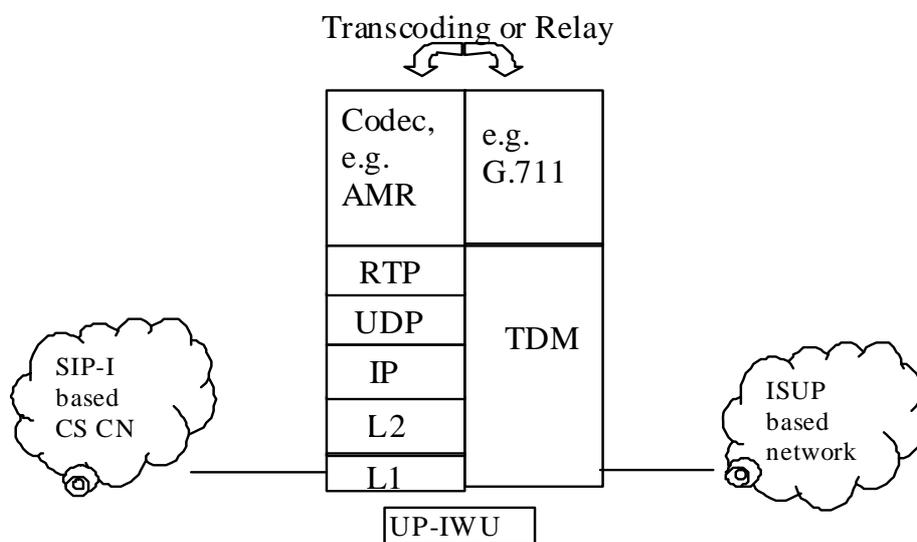 Transcoding or Relay
Codec,
e.g.
AMR
e.g.
G.711
RTP
UDP
IP
L2
L1
TDM
SIP-I
based
CS CN
ISUP
based
network
UP-IWU